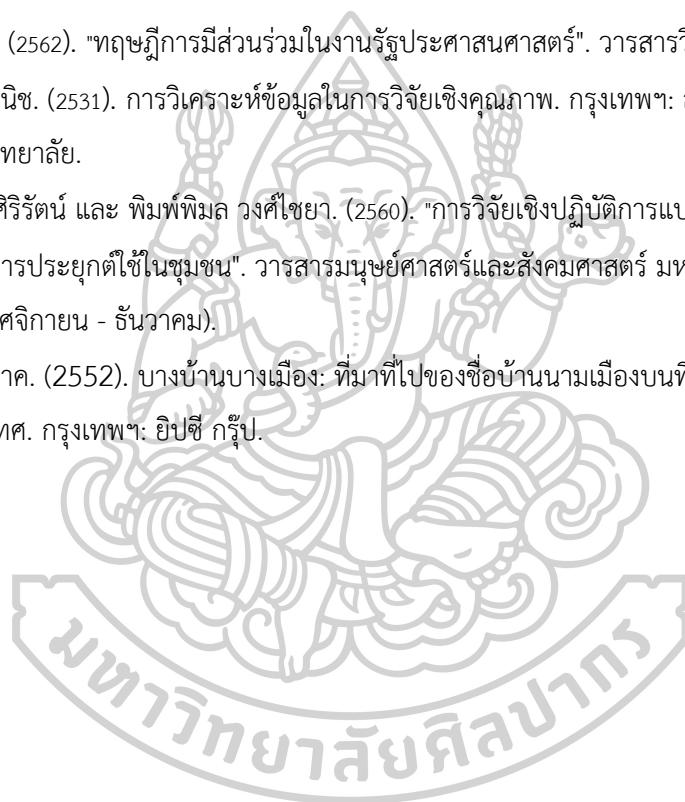 (2562). "ทฤษฎีการมีส่วนร่วมในงานรัฐประศาสนศาสตร์". วารสารวิ
นิช. (2531). การวิเคราะห์ข้อมูลในการวิจัยเชิงคุณภาพ. กรุงเทพฯ:
ทยาลัย.
ศิริรัตน์ และ พิมพ์พิมล วงศ์ไชยา. (2560). "การวิจัยเชิงปฏิบัติการแบ
ารประยุกต์ใช้ในชุมชน". วารสารมนุษย์ศาสตร์และสังคมศาสตร์ มห
ศจิกายน - ธันวาคม).
าค. (2552). บางบ้านบางเมือง: ที่มาที่ไปของชื่อบ้านนามเมืองบน
ทศ. กรุงเทพฯ: ยิปซี กรุ๊ป.
มหาวิทยาลัยศิลปากร